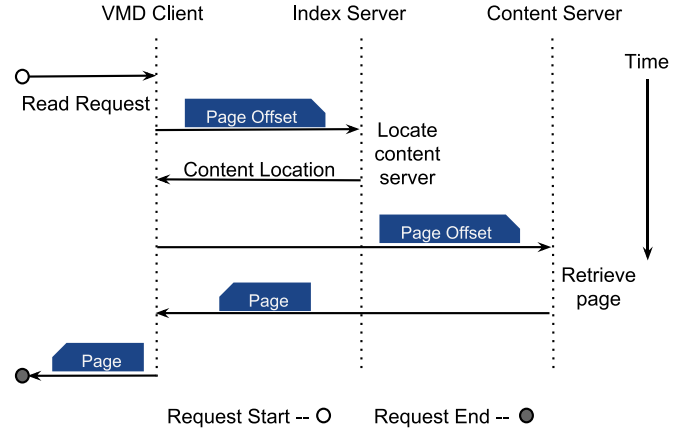 VMD Client
Index Server
Content Server
Time
Read Request
Page Offset
Locate
content
server
Content Location
Page Offset
Retrieve
page
Page
Page
Request Start --
Request End --